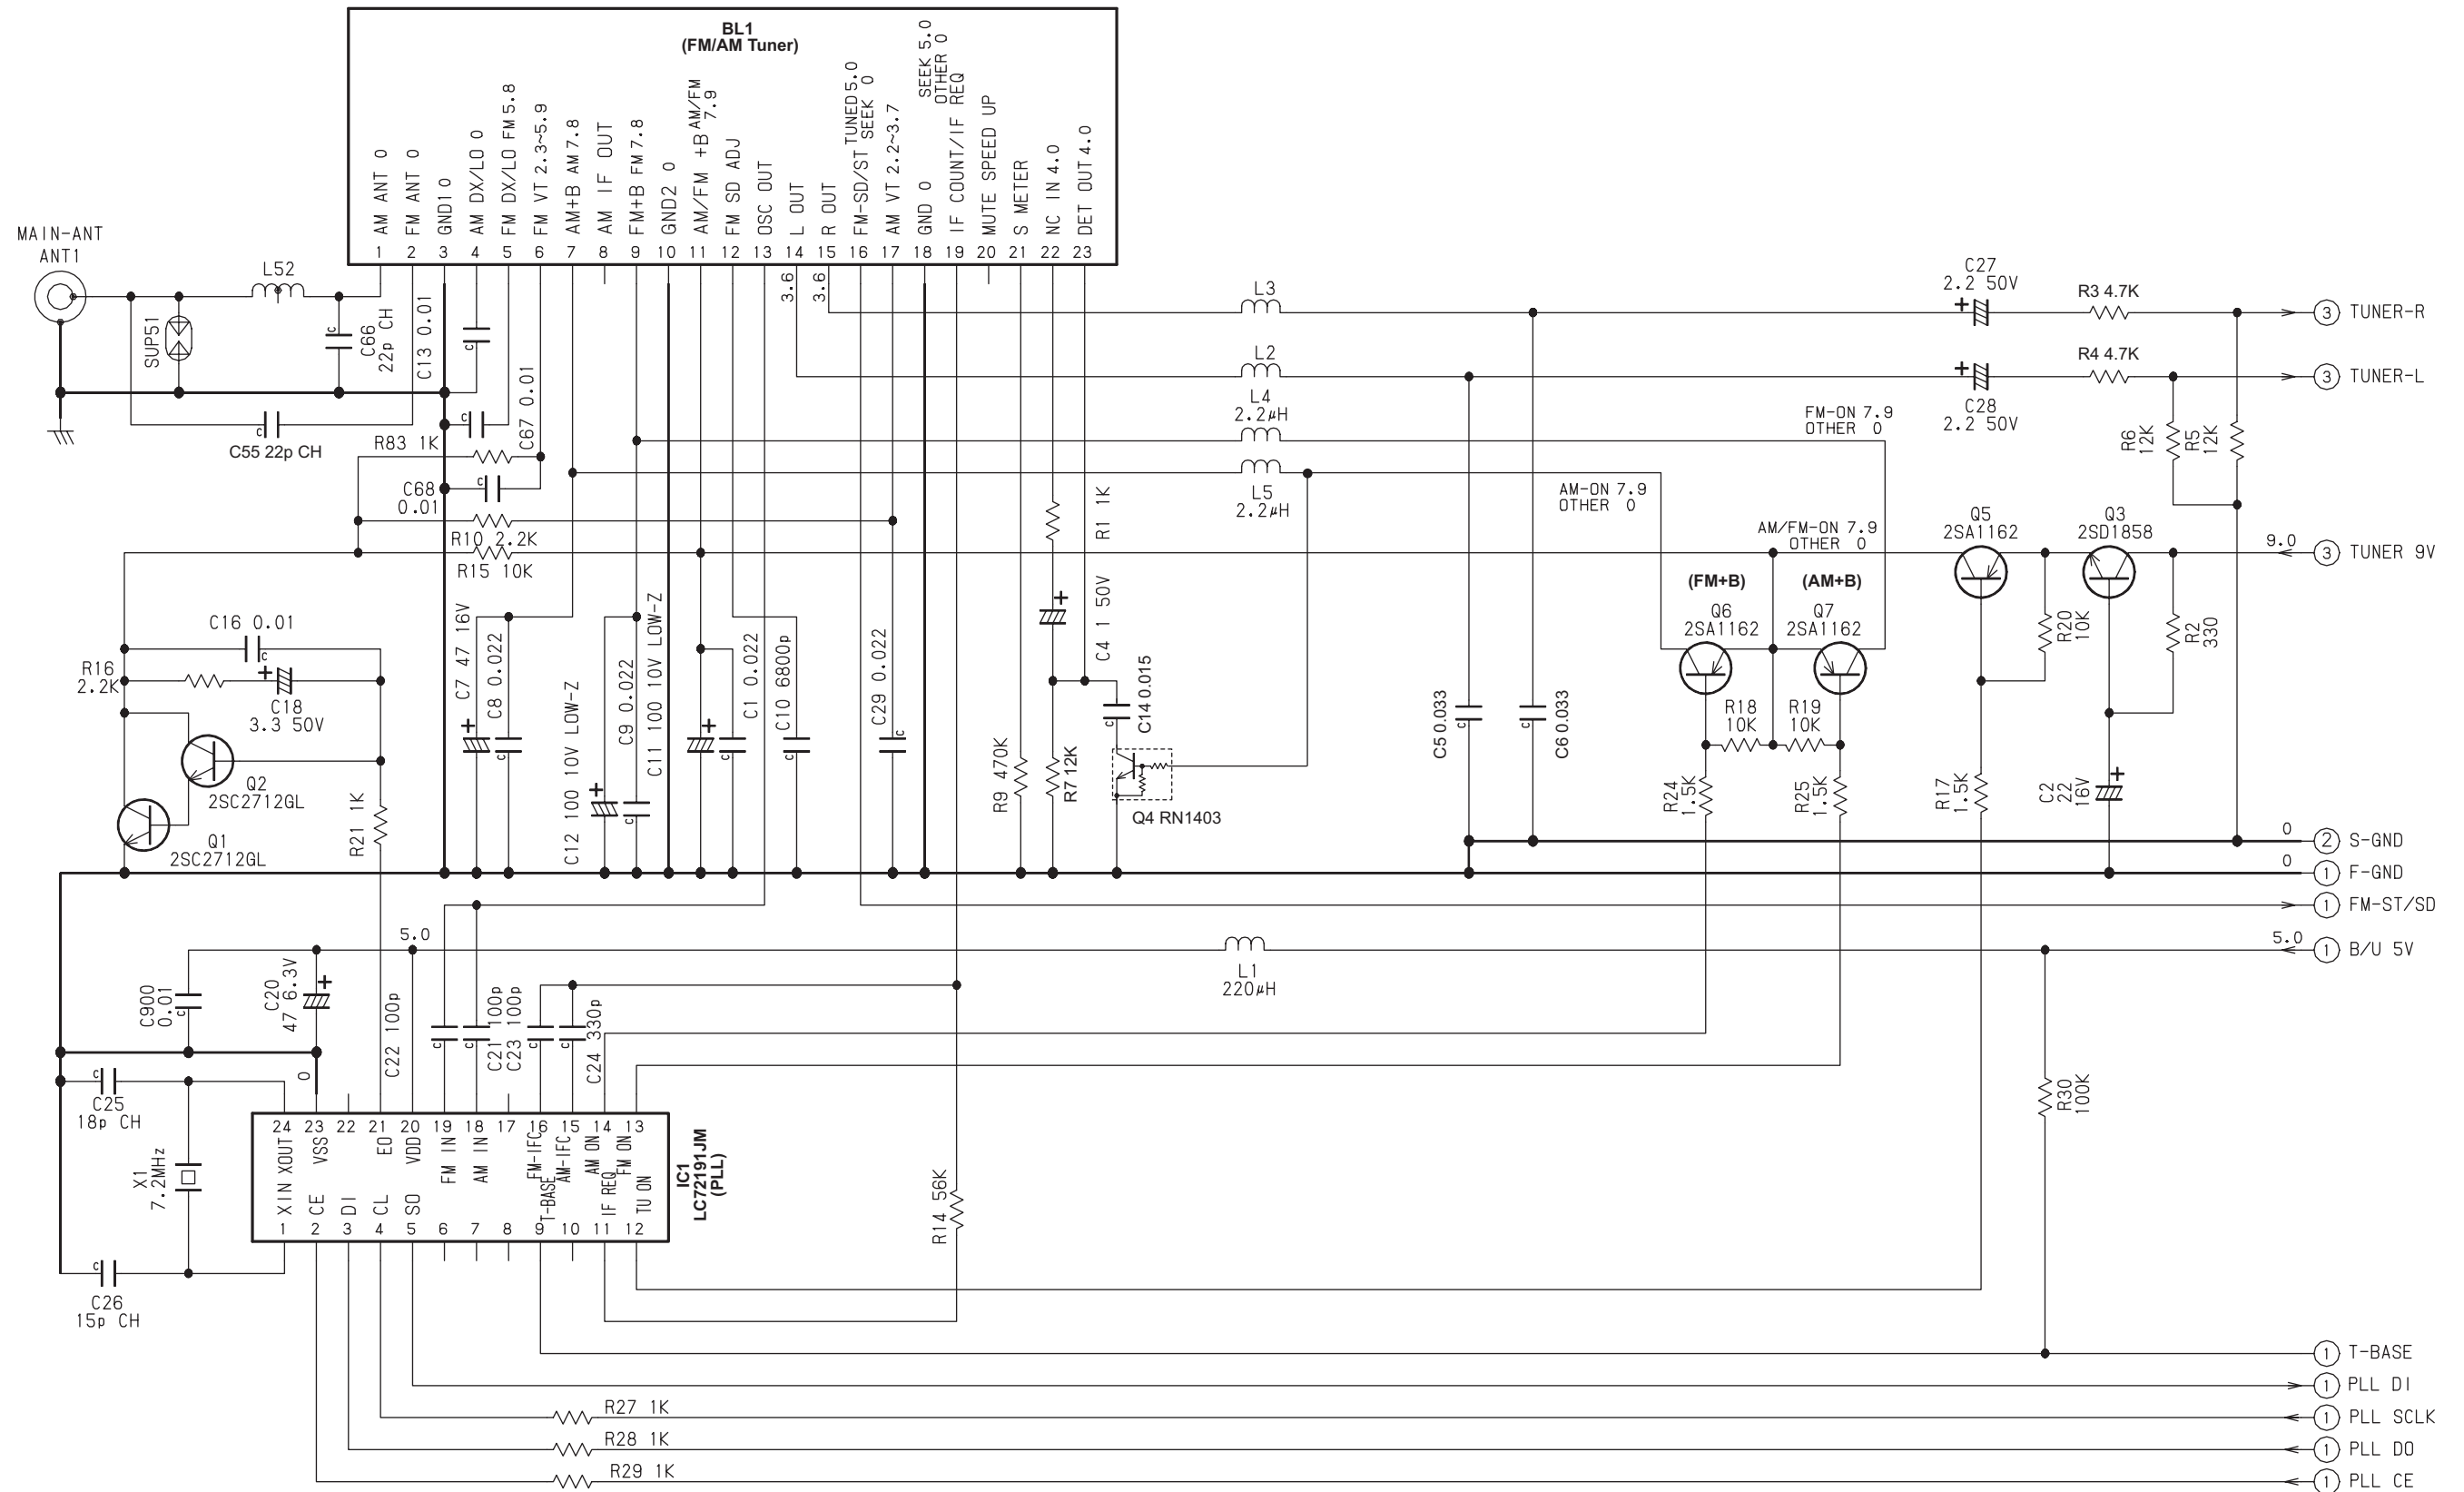 BL1
(FM/AM Tuner)
AM ANT 0
FM ANT 0
GND1 0
AM DX/LO 0
FM DX/LO FM 5.8
FM VT 2.3~5.9
AM+B AM 7.8
AM IF OUT
FM+B FM 7.8
GND2 0
AM/FM +B AM/FM 7.9
FM SD ADJ
OSC OUT
L OUT
R OUT
FM-SD/ST TUNED 5.0
SEEK 0
AM VT 2.2~3.7
GND 0
SEEK 5.0
OTHER 0
IF COUNT/IF REQ
MUTE SPEED UP
S METER
NC IN 4.0
DET OUT 4.0
1 2 3 4 5 6 7 8 9 10 11 12 13 14 15 16 17 18 19 20 21 22 23
3.6
3.6
MAIN-ANT
ANT1
L52
SUP51
C66
22p CH
C13 0.01
C55 22p CH
C67 0.01
R83 1K
C68
0.01
R10 2.2K
R15 10K
L3
L2
L4
2.2μH
L5
2.2μH
C27
2.2 50V
R3 4.7K
3 TUNER-R
R4 4.7K
3 TUNER-L
C28
2.2 50V
R6
12K
R5
12K
FM-ON 7.9
OTHER 0
AM-ON 7.9
OTHER 0
AM/FM-ON 7.9
OTHER 0
Q5
2SA1162
Q3
2SD1858
9.0
3 TUNER 9V
(FM+B)
(AM+B)
Q6
2SA1162
Q7
2SA1162
R20
10K
R2
330
R18
10K
R19
10K
R24
1.5K
R25
1.5K
R17
1.5K
C2
22
16V
R1 1K
C4 1 50V
C14 0.015
Q4 RN1403
R9 470K
R7 12K
C5 0.033
C6 0.033
C16 0.01
R16
2.2K
C18
3.3 50V
Q2
2SC2712GL
Q1
2SC2712GL
R21 1K
C7 47 16V
C8 0.022
C12 100 10V LOW-Z
C9 0.022
C11 100 10V LOW-Z
C1 0.022
C10 6800p
C29 0.022
0
2 S-GND
0
1 F-GND
1 FM-ST/SD
5.0
1 B/U 5V
5.0
L1
220μH
C900
0.01
C20
47 6.3V
C22 100p
C21 100p
C23 100p
C24 330p
0
C25
18p CH
X1
7.2MHz
C26
15p CH
24 23 22 21 20 19 18 17 16 15 14 13
XOUT
VSS
EO
VDD
FM IN
AM IN
FM-IFC
AM-IFC
AM ON
FM ON
XIN
CE
DI
CL
SO
T-BASE
IF REQ
TU ON
1 2 3 4 5 6 7 8 9 10 11 12
IC1
LC72191JM
(PLL)
R14 56K
R30
100K
1 T-BASE
1 PLL DI
R27 1K
1 PLL SCLK
R28 1K
1 PLL DO
R29 1K
1 PLL CE